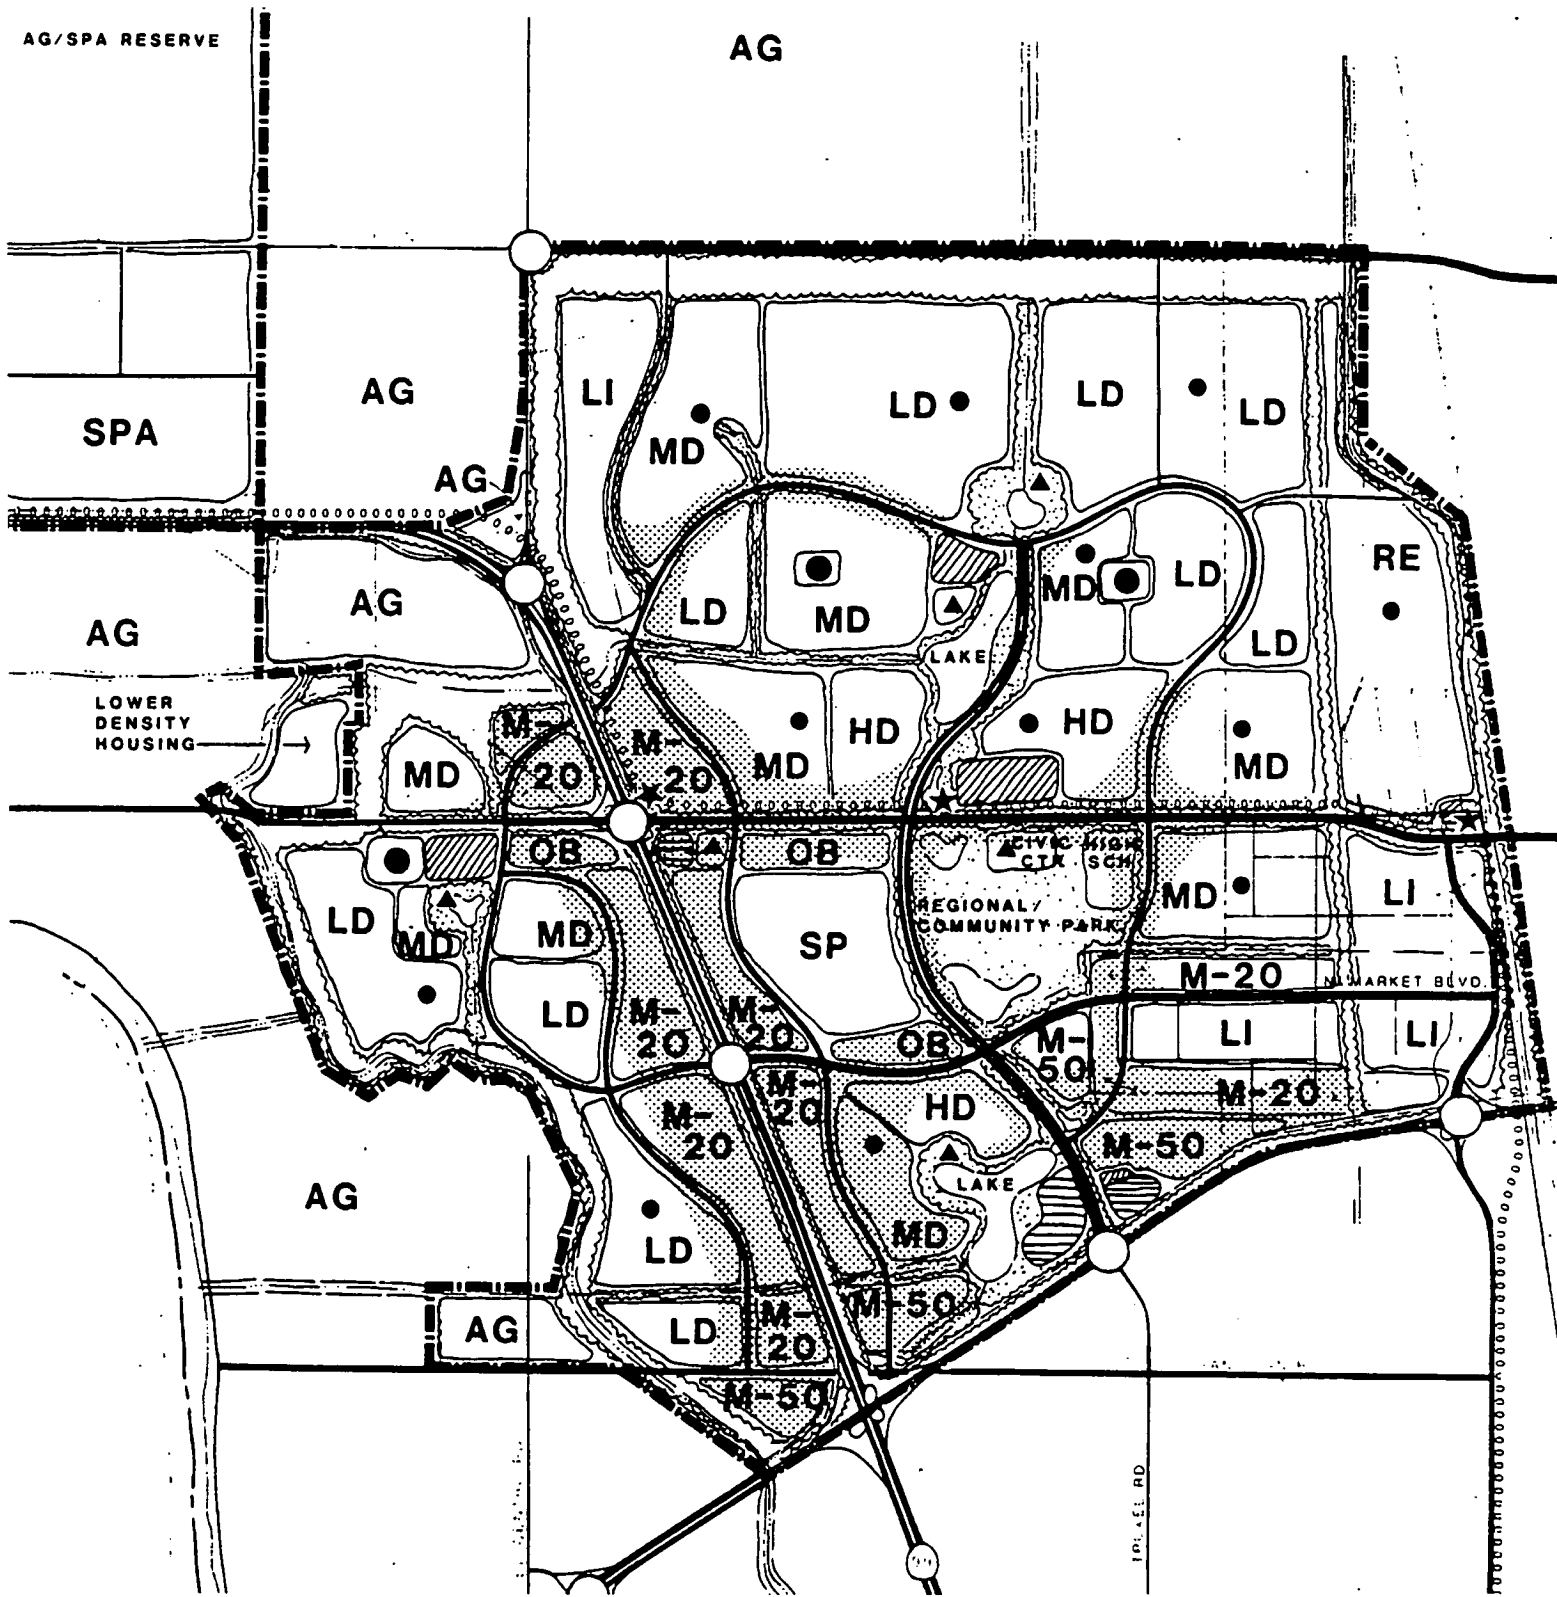 AG/SPA RESERVE
AG
AG
SPA
AG
LI
MD
LD
LD
LD
AG
AG
LD
MD
MD
LD
LD
RE
LAKE
LOWER
DENSITY
HOUSING
MD
M-
20
M-
20
MD
HD
HD
MD
OB
OB
CIVIC
CTR
HIGH
SCH
REGIONAL/
COMMUNITY PARK
LD
MD
MD
SP
MD
LI
LD
M-
20
M-
20
OB
M-
50
M-20
N. MARKET BLVD.
LI
LI
M-20
M-
20
M-
20
HD
M-50
LAKE
AG
LD
MD
AG
LD
M-
20
M-50
M-50